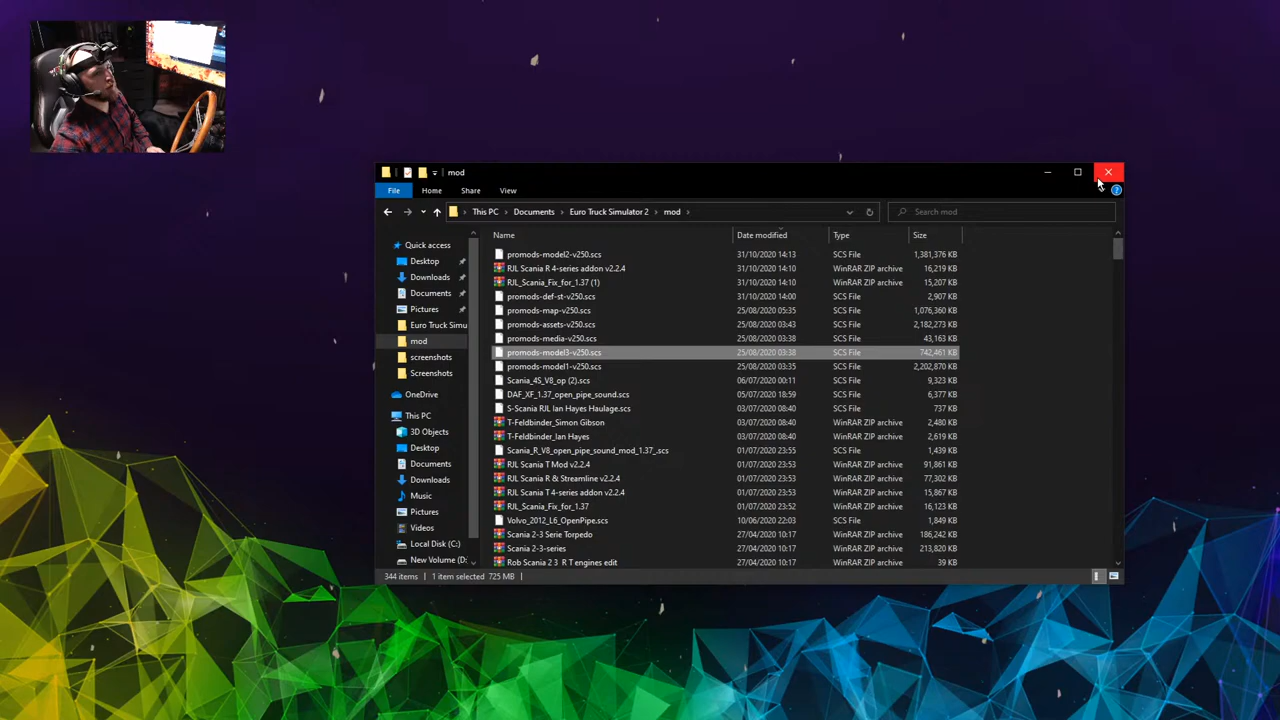 mod
File Home Share View
This PC Documents Euro Truck Simulator 2 mod Search mod
Name Date modified Type Size
Quick access
Desktop
Downloads
Documents
Pictures
Euro Truck Simu
mod
screenshots
Screenshots
OneDrive
This PC
3D Objects
Desktop
Documents
Downloads
Music
Pictures
Videos
Local Disk (C:)
New Volume (D:
promods-model2-v250.scs 31/10/2020 14:13 SCS File 1,381,376 KB
RJL Scania R 4-series addon v2.2.4 31/10/2020 14:10 WinRAR ZIP archive 16,219 KB
RJL_Scania_Fix_for_1.37 (1) 31/10/2020 14:10 WinRAR ZIP archive 15,207 KB
promods-def-st-v250.scs 31/10/2020 14:00 SCS File 2,907 KB
promods-map-v250.scs 25/08/2020 05:35 SCS File 1,076,360 KB
promods-assets-v250.scs 25/08/2020 03:43 SCS File 2,182,273 KB
promods-media-v250.scs 25/08/2020 03:38 SCS File 43,163 KB
promods-model3-v250.scs 25/08/2020 03:38 SCS File 742,461 KB
promods-model1-v250.scs 25/08/2020 03:35 SCS File 2,202,870 KB
Scania_4S_V8_op (2).scs 06/07/2020 00:11 SCS File 9,323 KB
DAF_XF_1.37_open_pipe_sound.scs 05/07/2020 18:59 SCS File 6,377 KB
S-Scania RJL Ian Hayes Haulage.scs 03/07/2020 08:40 SCS File 737 KB
T-Feldbinder_Simon Gibson 03/07/2020 08:40 WinRAR ZIP archive 2,480 KB
T-Feldbinder_Ian Hayes 03/07/2020 08:40 WinRAR ZIP archive 2,619 KB
Scania_R_V8_open_pipe_sound_mod_1.37_.scs 01/07/2020 23:55 SCS File 1,439 KB
RJL Scania T Mod v2.2.4 01/07/2020 23:53 WinRAR ZIP archive 91,861 KB
RJL Scania R & Streamline v2.2.4 01/07/2020 23:53 WinRAR ZIP archive 77,302 KB
RJL Scania T 4-series addon v2.2.4 01/07/2020 23:53 WinRAR ZIP archive 15,867 KB
RJL_Scania_Fix_for_1.37 01/07/2020 23:52 WinRAR ZIP archive 16,123 KB
Volvo_2012_L6_OpenPipe.scs 10/06/2020 22:03 SCS File 1,849 KB
Scania 2-3 Serie Torpedo 27/04/2020 10:17 WinRAR ZIP archive 186,242 KB
Scania 2-3-series 27/04/2020 10:17 WinRAR ZIP archive 213,820 KB
Rob Scania 2 3 R T engines edit 27/04/2020 10:17 WinRAR ZIP archive 39 KB
344 items 1 item selected 725 MB